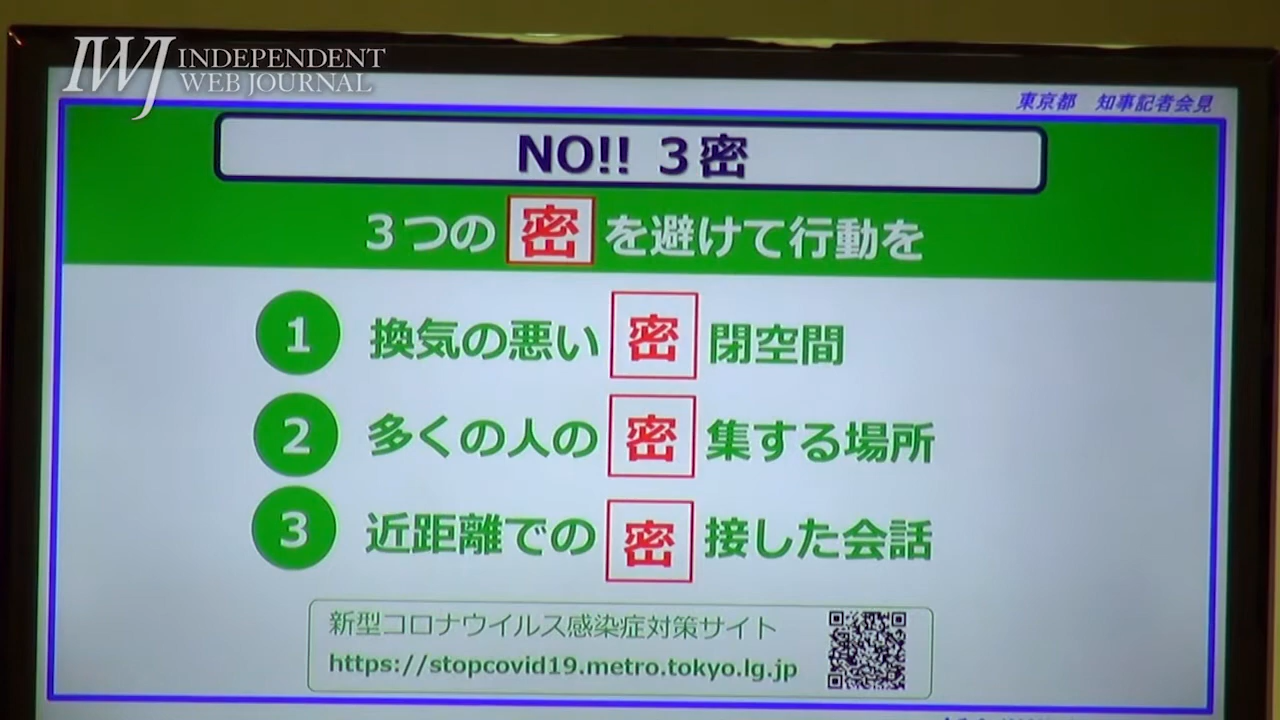 IWJ INDEPENDENT
WEB JOURNAL
東京都 知事記者会見
NO!! 3密
3つの 密 を避けて行動を
1 換気の悪い 密 閉空間
2 多くの人の 密 集する場所
3 近距離での 密 接した会話
新型コロナウイルス感染症対策サイト
https://stopcovid19.metro.tokyo.lg.jp